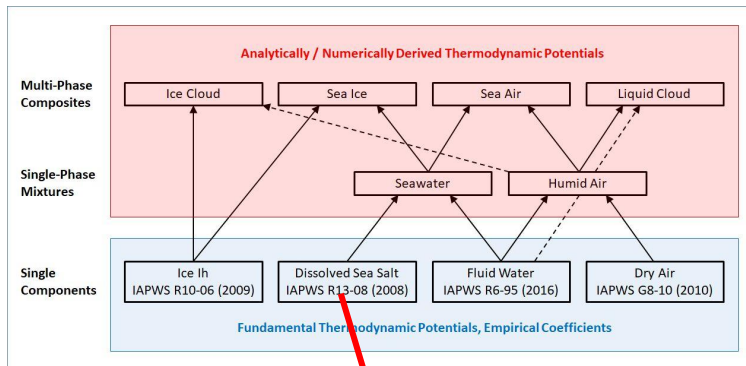 Analytically / Numerically Derived Thermodynamic Potentials
Multi-Phase
Composites
Ice Cloud
Sea Ice
Sea Air
Liquid Cloud
Single-Phase
Mixtures
Seawater
Humid Air
Single
Components
Ice Ih
IAPWS R10-06 (2009)
Dissolved Sea Salt
IAPWS R13-08 (2008)
Fluid Water
IAPWS R6-95 (2016)
Dry Air
IAPWS G8-10 (2010)
Fundamental Thermodynamic Potentials, Empirical Coefficients